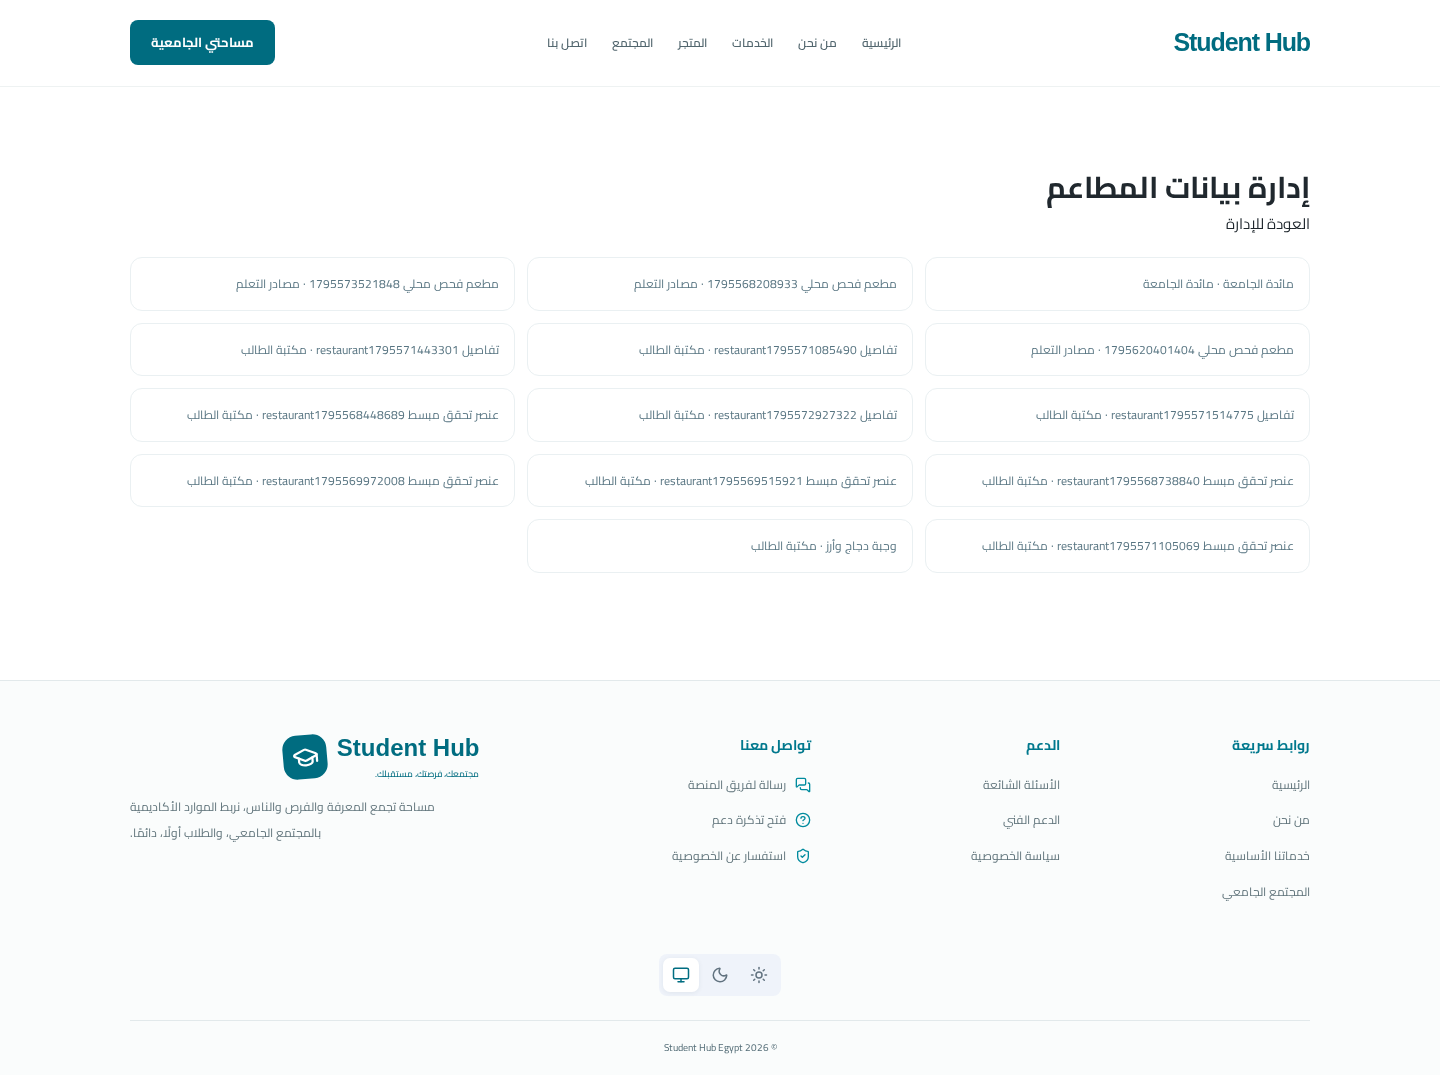 Student Hub
الرئيسية
من نحن
الخدمات
المتجر
المجتمع
اتصل بنا
مساحتي الجامعية
إدارة بيانات المطاعم
العودة للإدارة
مائدة الجامعة · مائدة الجامعة
مطعم فحص محلي 1795568208933 · مصادر التعلم
مطعم فحص محلي 1795573521848 · مصادر التعلم
مطعم فحص محلي 1795620401404 · مصادر التعلم
تفاصيل restaurant1795571085490 · مكتبة الطالب
تفاصيل restaurant1795571443301 · مكتبة الطالب
تفاصيل restaurant1795571514775 · مكتبة الطالب
تفاصيل restaurant1795572927322 · مكتبة الطالب
عنصر تحقق مبسط restaurant1795568448689 · مكتبة الطالب
عنصر تحقق مبسط restaurant1795568738840 · مكتبة الطالب
عنصر تحقق مبسط restaurant1795569515921 · مكتبة الطالب
عنصر تحقق مبسط restaurant1795569972008 · مكتبة الطالب
عنصر تحقق مبسط restaurant1795571105069 · مكتبة الطالب
وجبة دجاج وأرز · مكتبة الطالب
روابط سريعة
الرئيسية
من نحن
خدماتنا الأساسية
المجتمع الجامعي
الدعم
الأسئلة الشائعة
الدعم الفني
سياسة الخصوصية
تواصل معنا
رسالة لفريق المنصة
فتح تذكرة دعم
استفسار عن الخصوصية
Student Hub
مجتمعك، فرصتك، مستقبلك.
مساحة تجمع المعرفة والفرص والناس، نربط الموارد الأكاديمية
بالمجتمع الجامعي، والطلاب أولًا، دائمًا.
© 2026 Student Hub Egypt